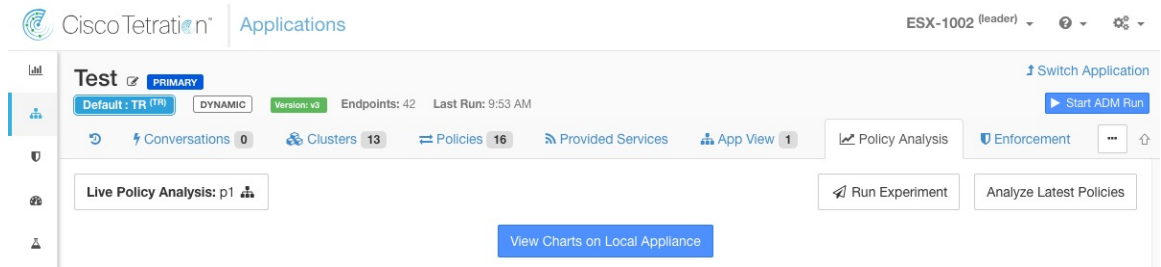 Cisco Tetration Applications ESX-1002 (leader)
Test PRIMARY Switch Application
Default : TR (TR) DYNAMIC Version: v3 Endpoints: 42 Last Run: 9:53 AM Start ADM Run
Conversations 0 Clusters 13 Policies 16 Provided Services App View 1 Policy Analysis Enforcement ...
Live Policy Analysis: p1 Run Experiment Analyze Latest Policies
View Charts on Local Appliance